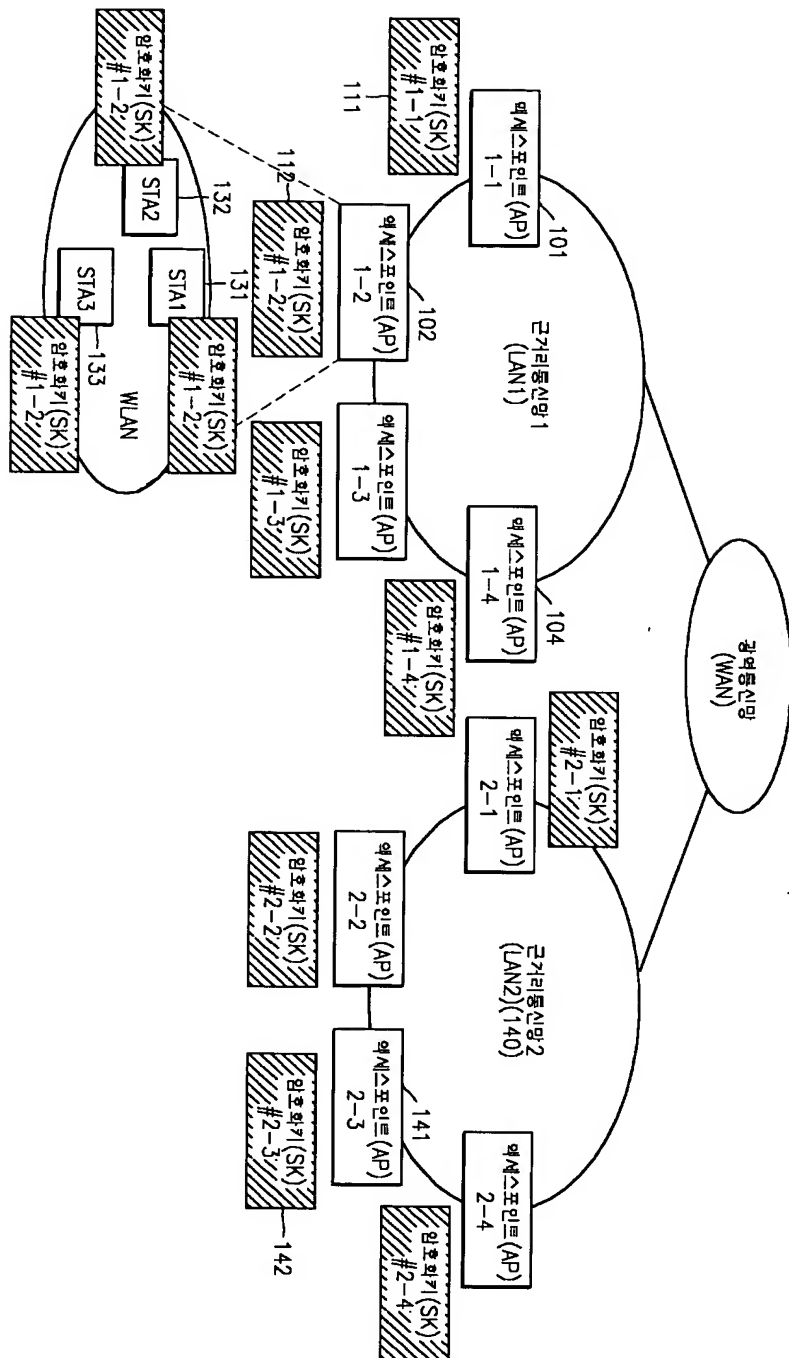 광역통신망
(WAN)
근거리통신망1
(LAN1)
액세스포인트(AP)
1-1
101
암호화키(SK)
#1-1
111
액세스포인트(AP)
1-2
102
암호화키(SK)
#1-2
112
액세스포인트(AP)
1-3
암호화키(SK)
#1-3
액세스포인트(AP)
1-4
104
암호화키(SK)
#1-4
근거리통신망2
(LAN2)(140)
액세스포인트(AP)
2-1
암호화키(SK)
#2-1
액세스포인트(AP)
2-2
암호화키(SK)
#2-2
액세스포인트(AP)
2-3
141
암호화키(SK)
#2-3
142
액세스포인트(AP)
2-4
암호화키(SK)
#2-4
암호화키(SK)
#1-2
STA2
132
STA1
131
암호화키(SK)
#1-2
STA3
133
암호화키(SK)
#1-2
WLAN